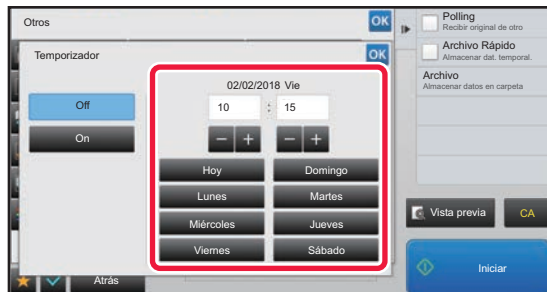 Otros
OK
Temporizador
OK
Off
On
02/02/2018 Vie
10 : 15
Hoy
Domingo
Lunes
Martes
Miércoles
Jueves
Viernes
Sábado
Atrás
Polling
Recibir original de otro
Archivo Rápido
Almacenar dat. temporal.
Archivo
Almacenar datos en carpeta
Vista previa
CA
Iniciar